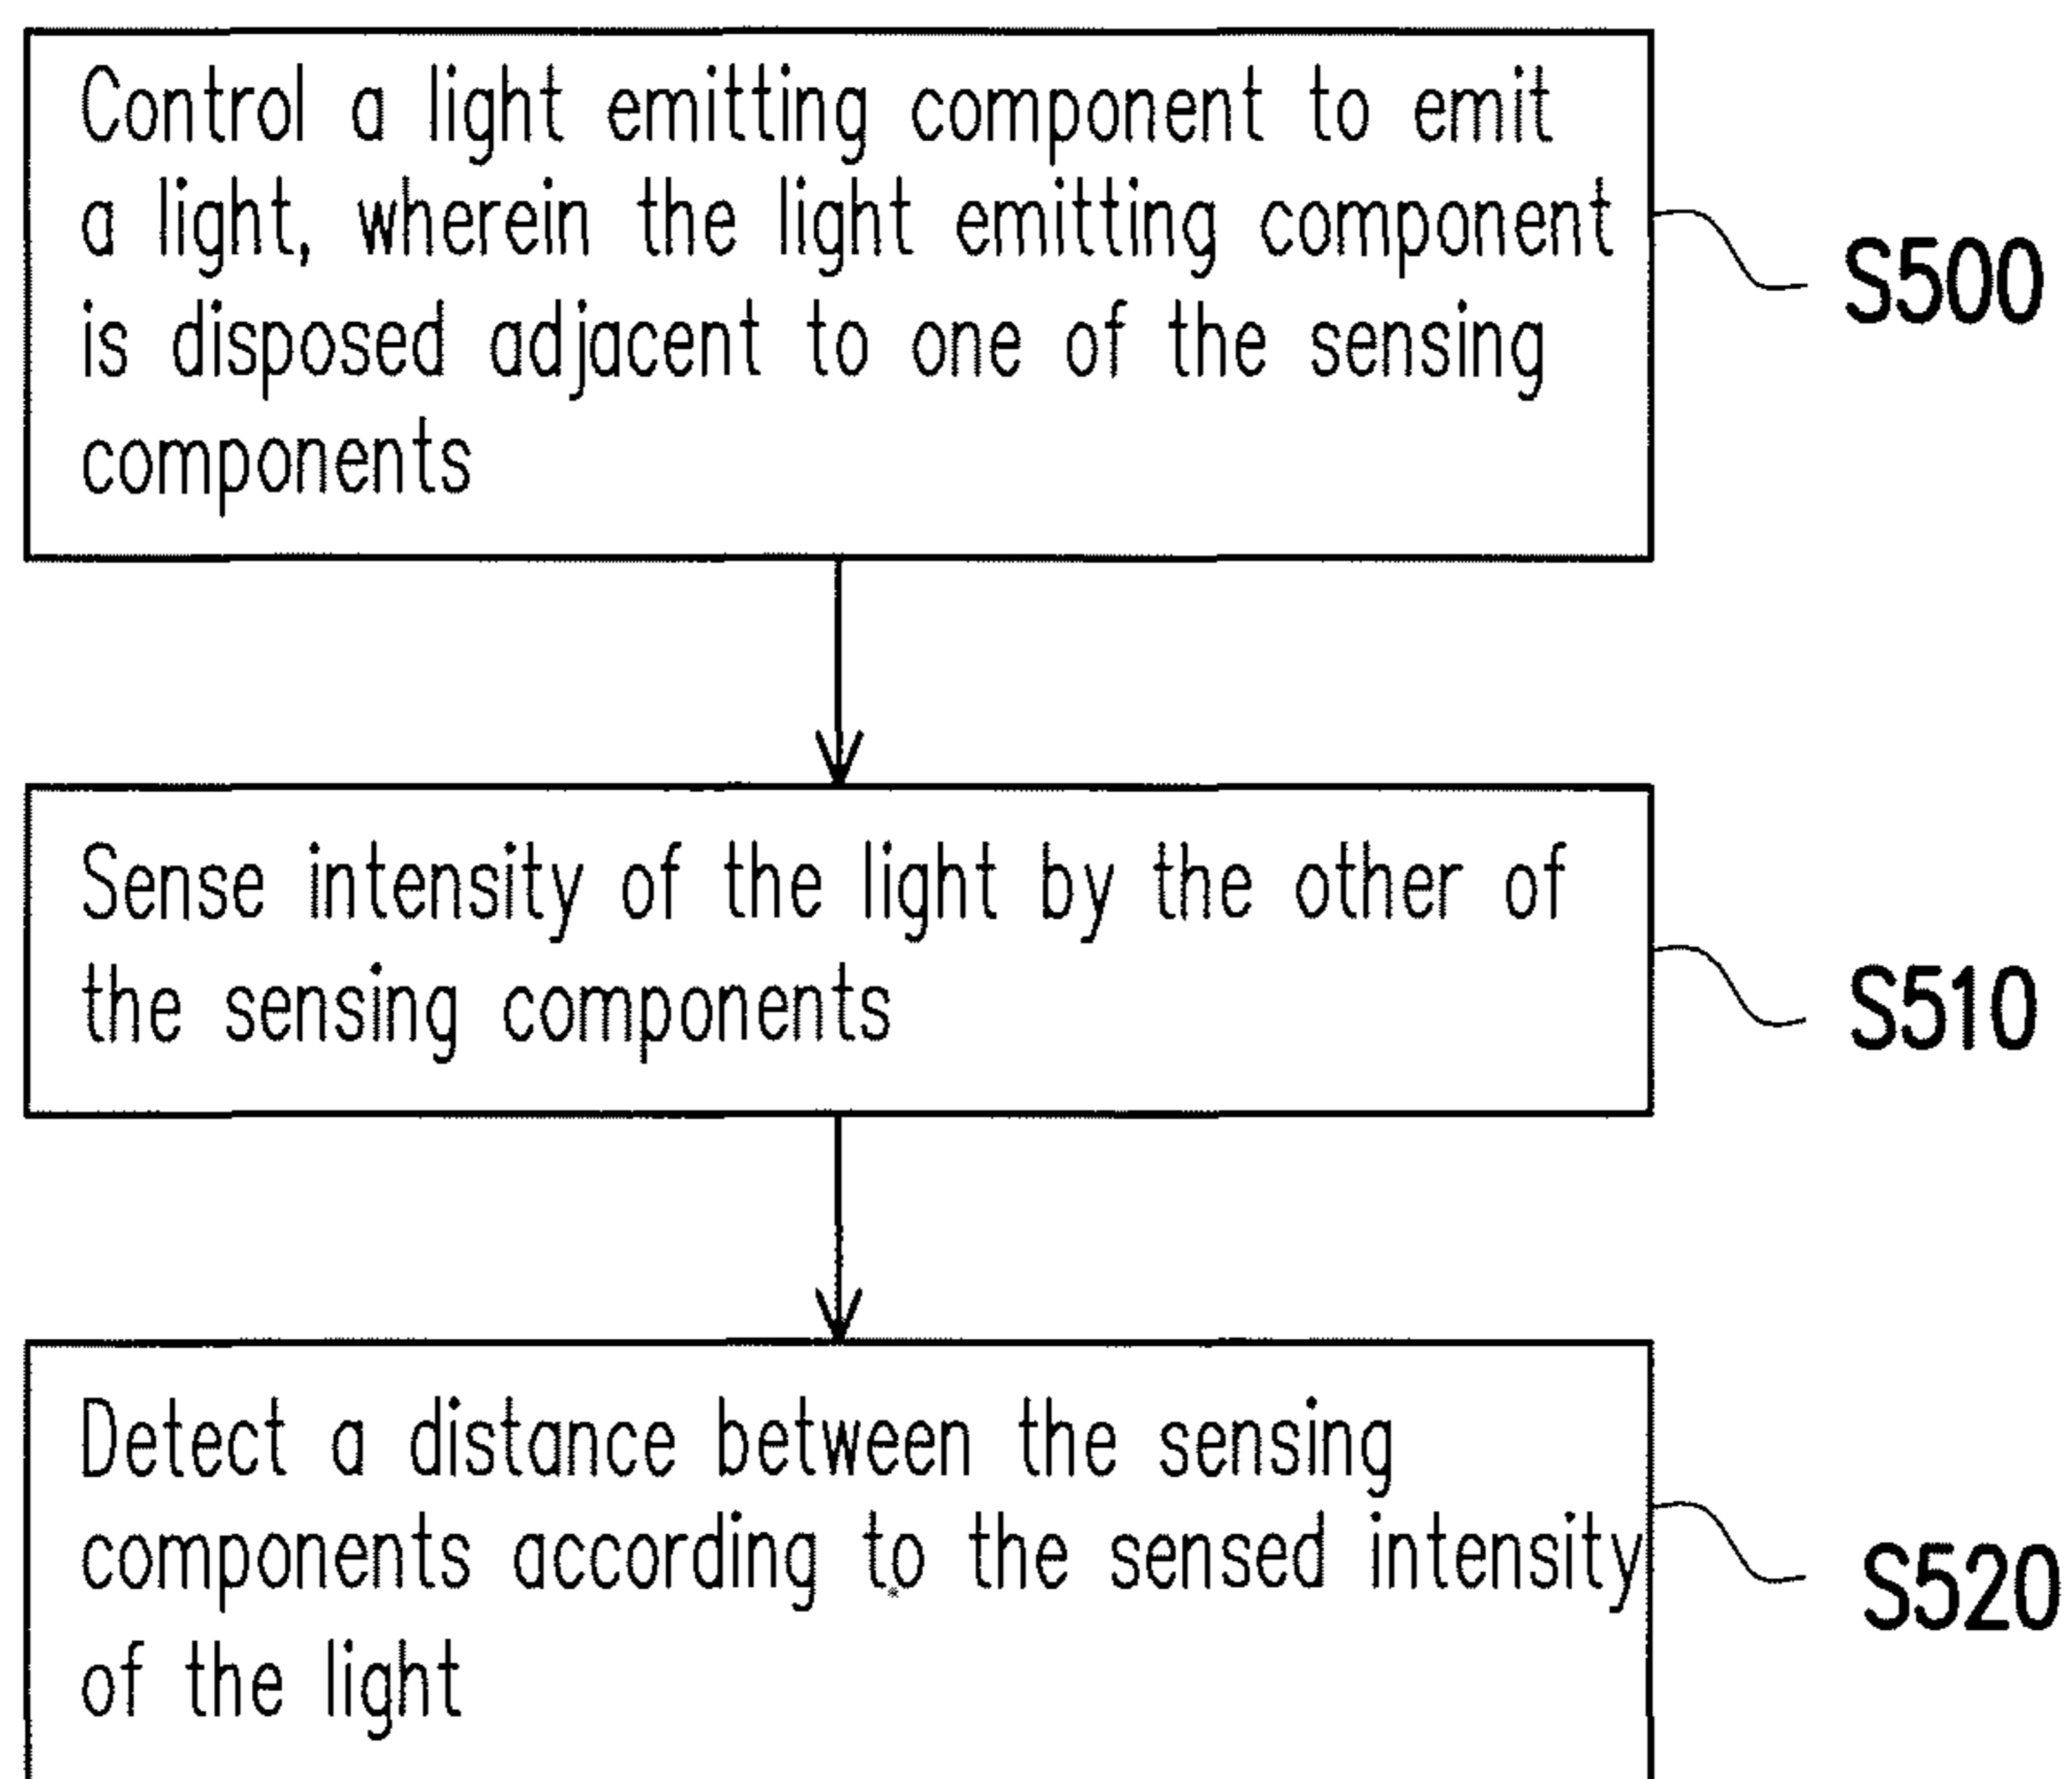 Control a light emitting component to emit
a light, wherein the light emitting component
is disposed adjacent to one of the sensing
components
S500
Sense intensity of the light by the other of
the sensing components
S510
Detect a distance between the sensing
components according to the sensed intensity
of the light
S520